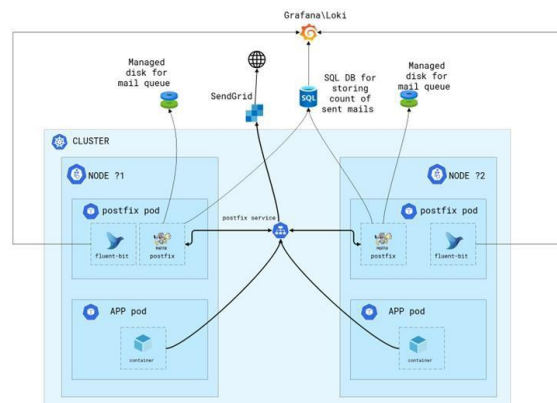 Grafana\Loki
Managed
disk for
mail queue
SendGrid
SQL
SQL DB for
storing
count of
sent mails
Managed
disk for
mail queue
CLUSTER
NODE ?1
NODE ?2
postfix pod
postfix service
postfix pod
fluent-bit
postfix
postfix
fluent-bit
APP pod
APP pod
container
container